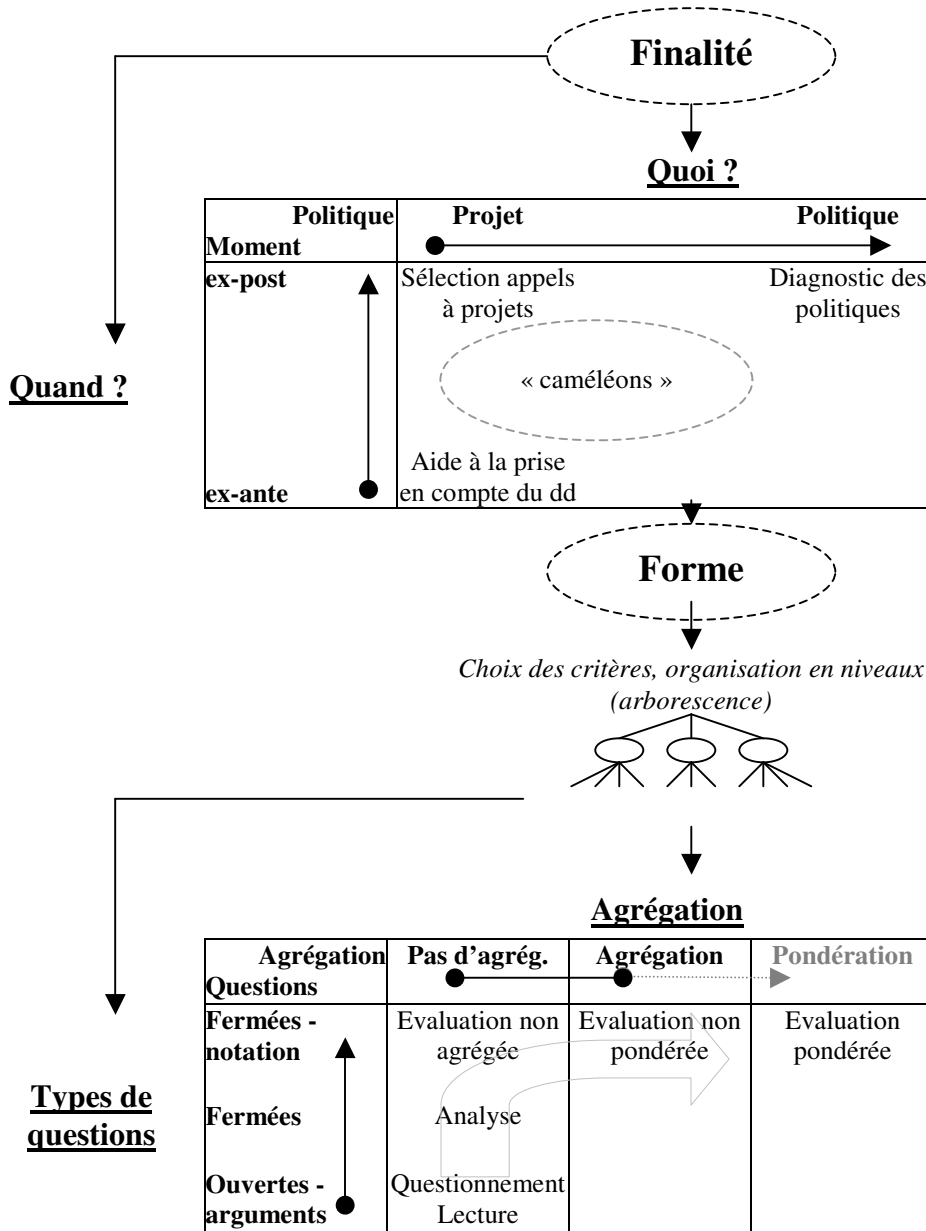 Finalité
Quoi ?
Politique Projet Politique
Moment
ex-post Sélection appels Diagnostic des
à projets politiques
Quand ? « caméléons »
Aide à la prise
ex-ante en compte du dd
Forme
Choix des critères, organisation en niveaux
(arborescence)
Agrégation
Agrégation Pas d’agrég. Agrégation Pondération
Questions
Fermées - Evaluation non Evaluation non Evaluation
notation agrégée pondérée pondérée
Types de
Fermées Analyse
questions
Ouvertes - Questionnement
arguments Lecture